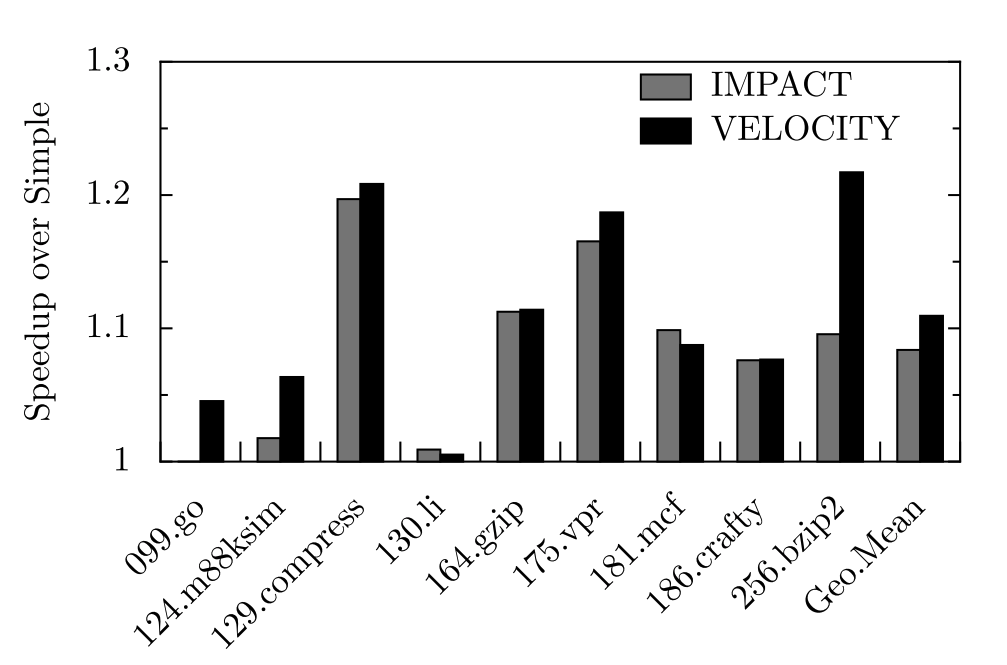 1.3
1.2
1.1
1
Speedup over Simple
IMPACT
VELOCITY
099.go
124.m88ksim
129.compress
130.li
164.gzip
175.vpr
181.mcf
186.crafty
256.bzip2
Geo.Mean